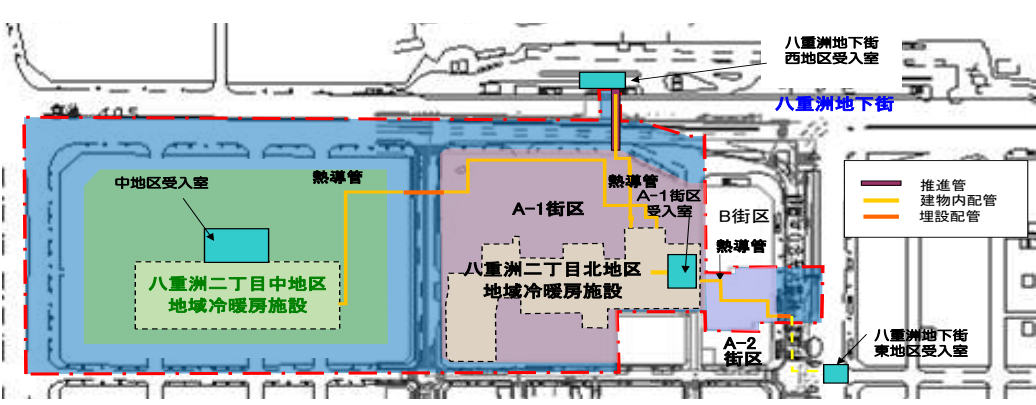 八重洲地下街
西地区受入室
八重洲地下街
中地区受入室
熱導管
熱導管
A-1街区
A-1街区
受入室
B街区
熱導管
推進管
建物内配管
埋設配管
八重洲二丁目中地区
地域冷暖房施設
八重洲二丁目北地区
地域冷暖房施設
A-2
街区
八重洲地下街
東地区受入室